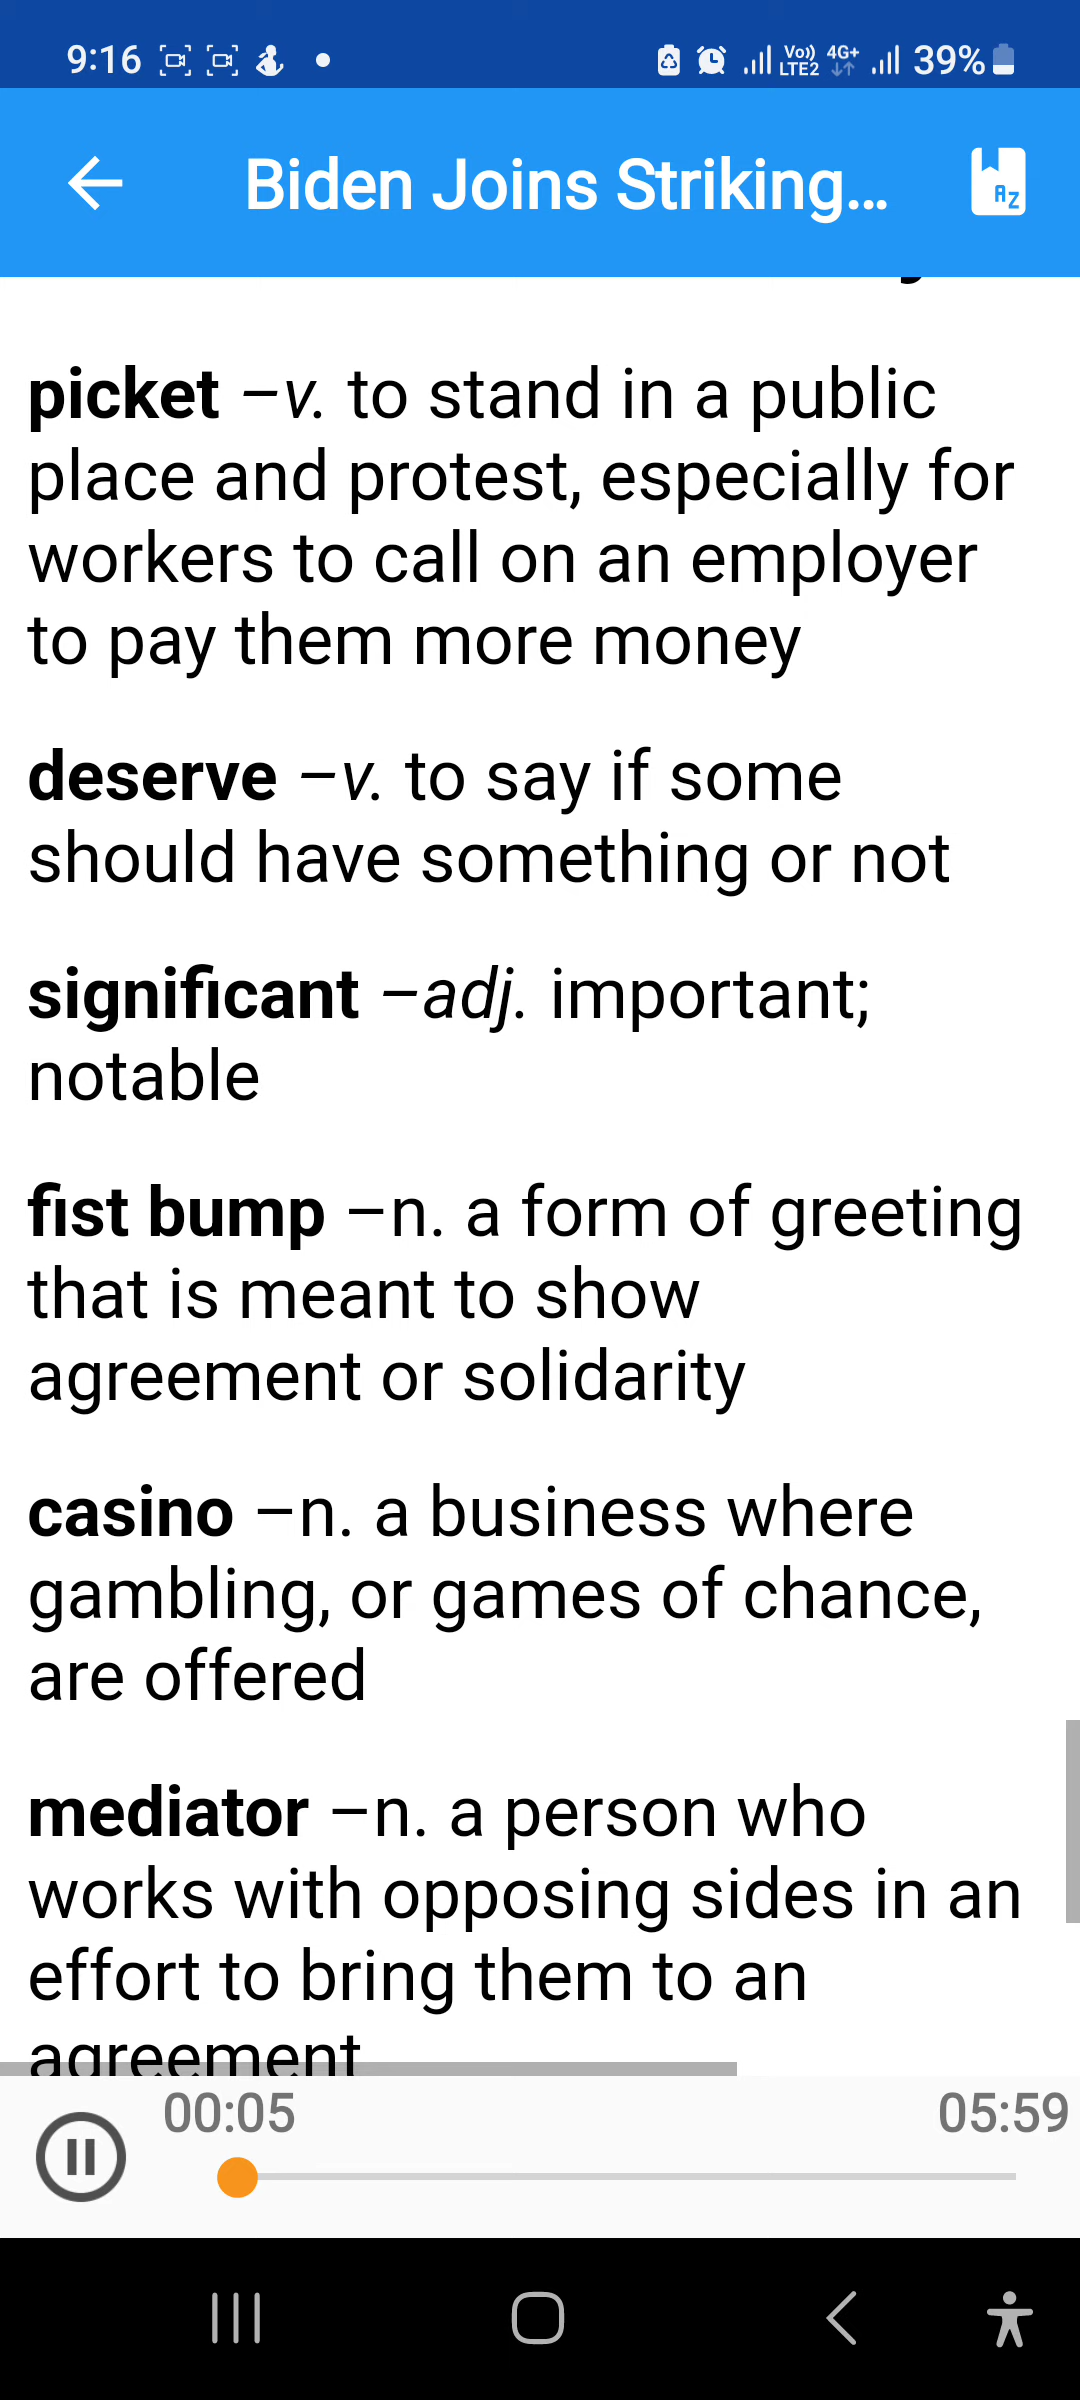 9:16 Vo)) LTE2 4G+ 39%
Biden Joins Striking...
AZ
picket –v. to stand in a public
place and protest, especially for
workers to call on an employer
to pay them more money
deserve –v. to say if some
should have something or not
significant –adj. important;
notable
fist bump –n. a form of greeting
that is meant to show
agreement or solidarity
casino –n. a business where
gambling, or games of chance,
are offered
mediator –n. a person who
works with opposing sides in an
effort to bring them to an
agreement
00:05 05:59